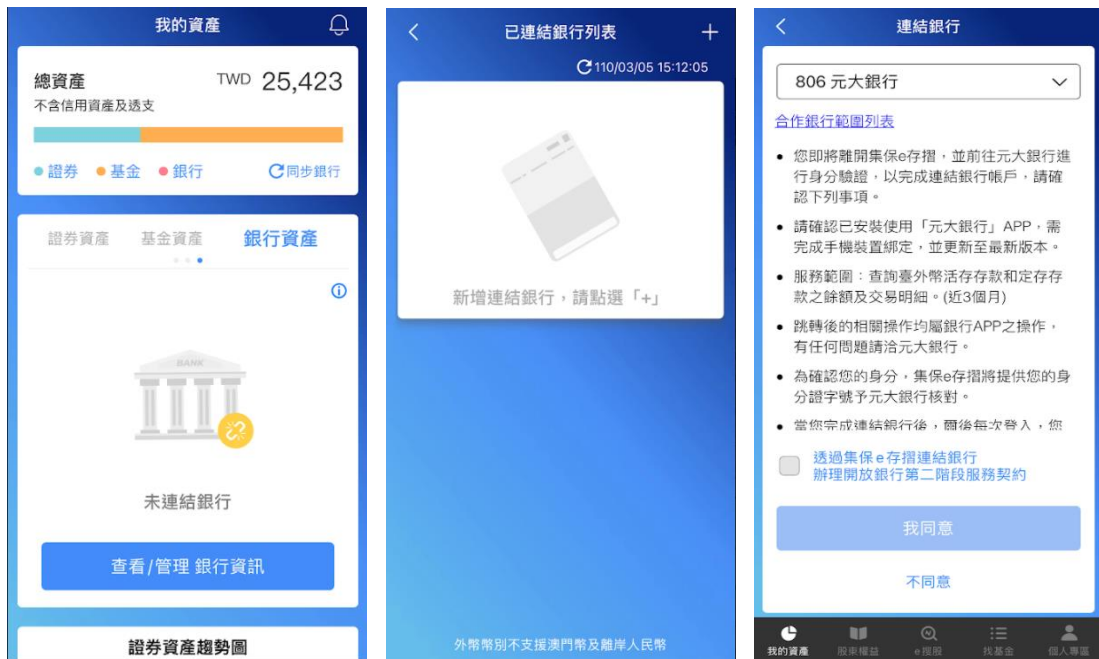 我的資產
總資產
TWD 25,423
不含信用資產及透支
證券 基金 銀行 同步銀行
證券資產 基金資產 銀行資產
BANK
未連結銀行
查看/管理 銀行資訊
證券資產趨勢圖
已連結銀行列表
110/03/05 15:12:05
新增連結銀行,請點選「+」
外幣幣別不支援澳門幣及離岸人民幣
連結銀行
806 元大銀行
合作銀行範圍列表
• 您即將離開集保e存摺,並前往元大銀行進
行身分驗證,以完成連結銀行帳戶,請確
認下列事項。
• 請確認已安裝使用「元大銀行」APP,需
完成手機裝置綁定,並更新至最新版本。
• 服務範圍:查詢臺外幣活存存款和定存存
款之餘額及交易明細。(近3個月)
• 跳轉後的相關操作均屬銀行APP之操作,
有任何問題請洽元大銀行。
• 為確認您的身分,集保e存摺將提供您的身
分證字號予元大銀行核對。
• 當您完成連結銀行後,爾後每次登入,您
透過集保e存摺連結銀行
辦理開放銀行第二階段服務契約
我同意
不同意
我的資產 股東權益 e搜股 找基金 個人專區